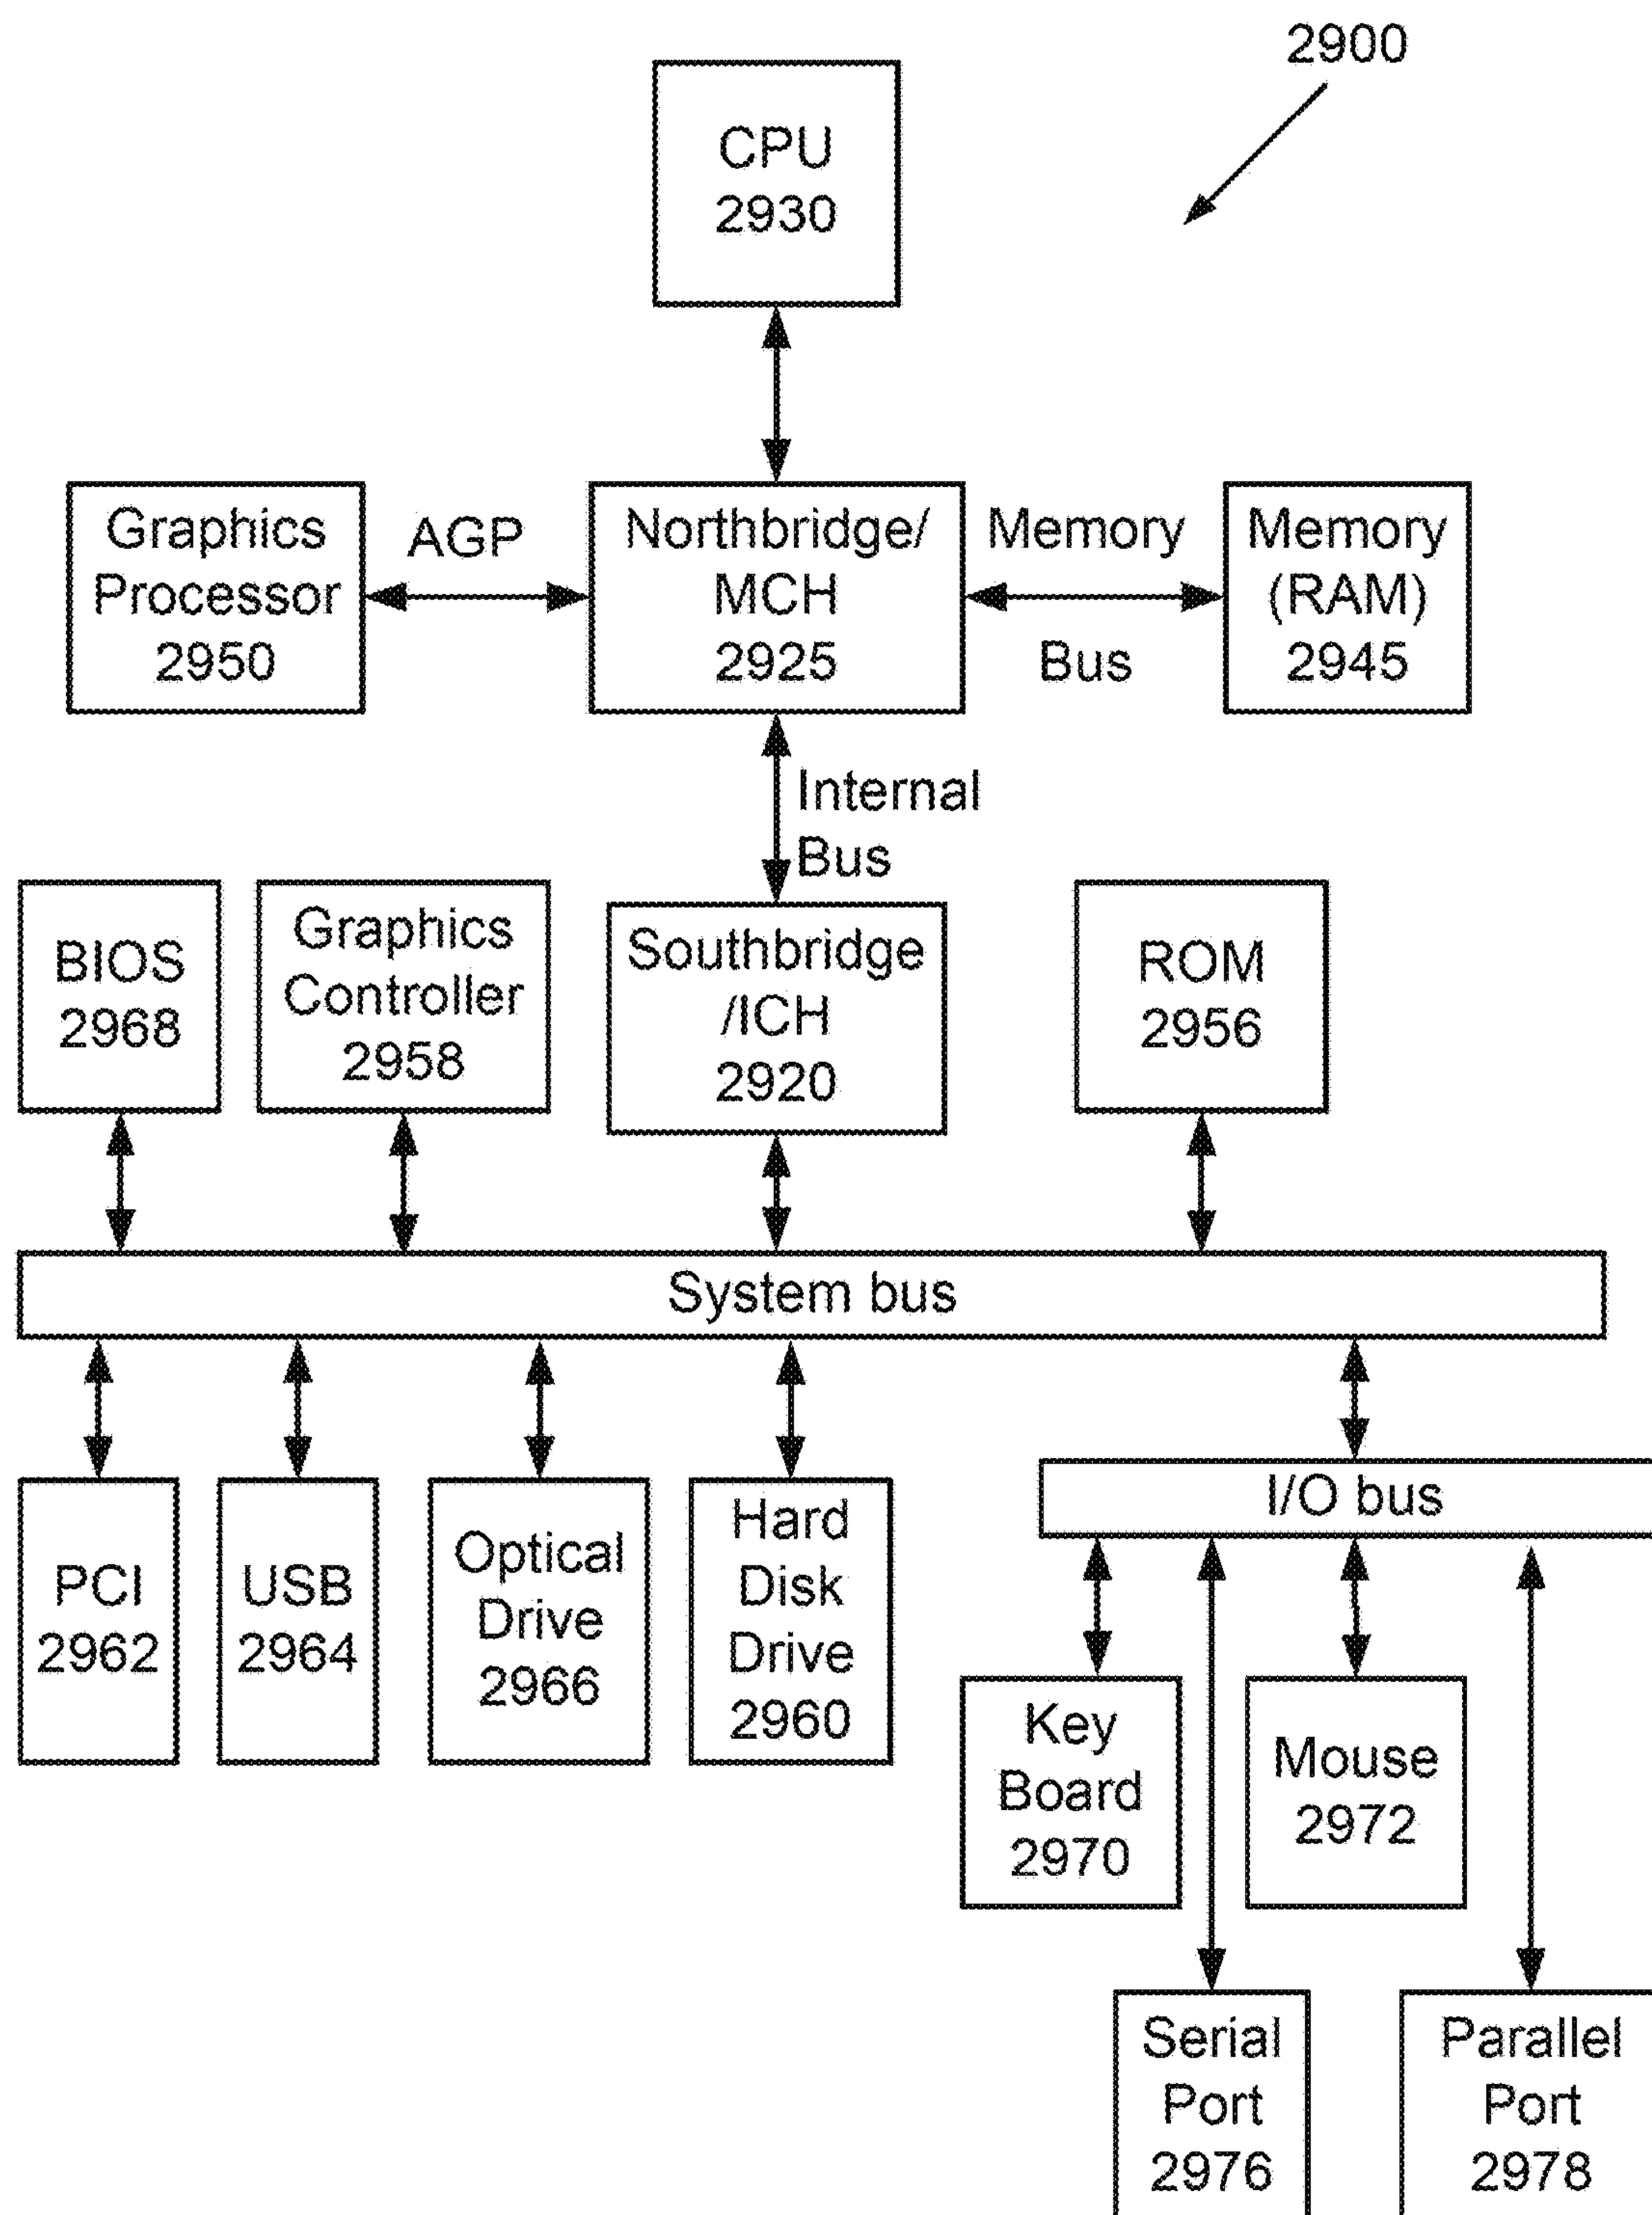 2900
CPU
2930
Graphics
Processor
2950
AGP
Northbridge/
MCH
2925
Memory
Bus
Memory
(RAM)
2945
Internal
Bus
BIOS
2968
Graphics
Controller
2958
Southbridge
/ICH
2920
ROM
2956
System bus
PCI
2962
USB
2964
Optical
Drive
2966
Hard
Disk
Drive
2960
I/O bus
Key
Board
2970
Mouse
2972
Serial
Port
2976
Parallel
Port
2978